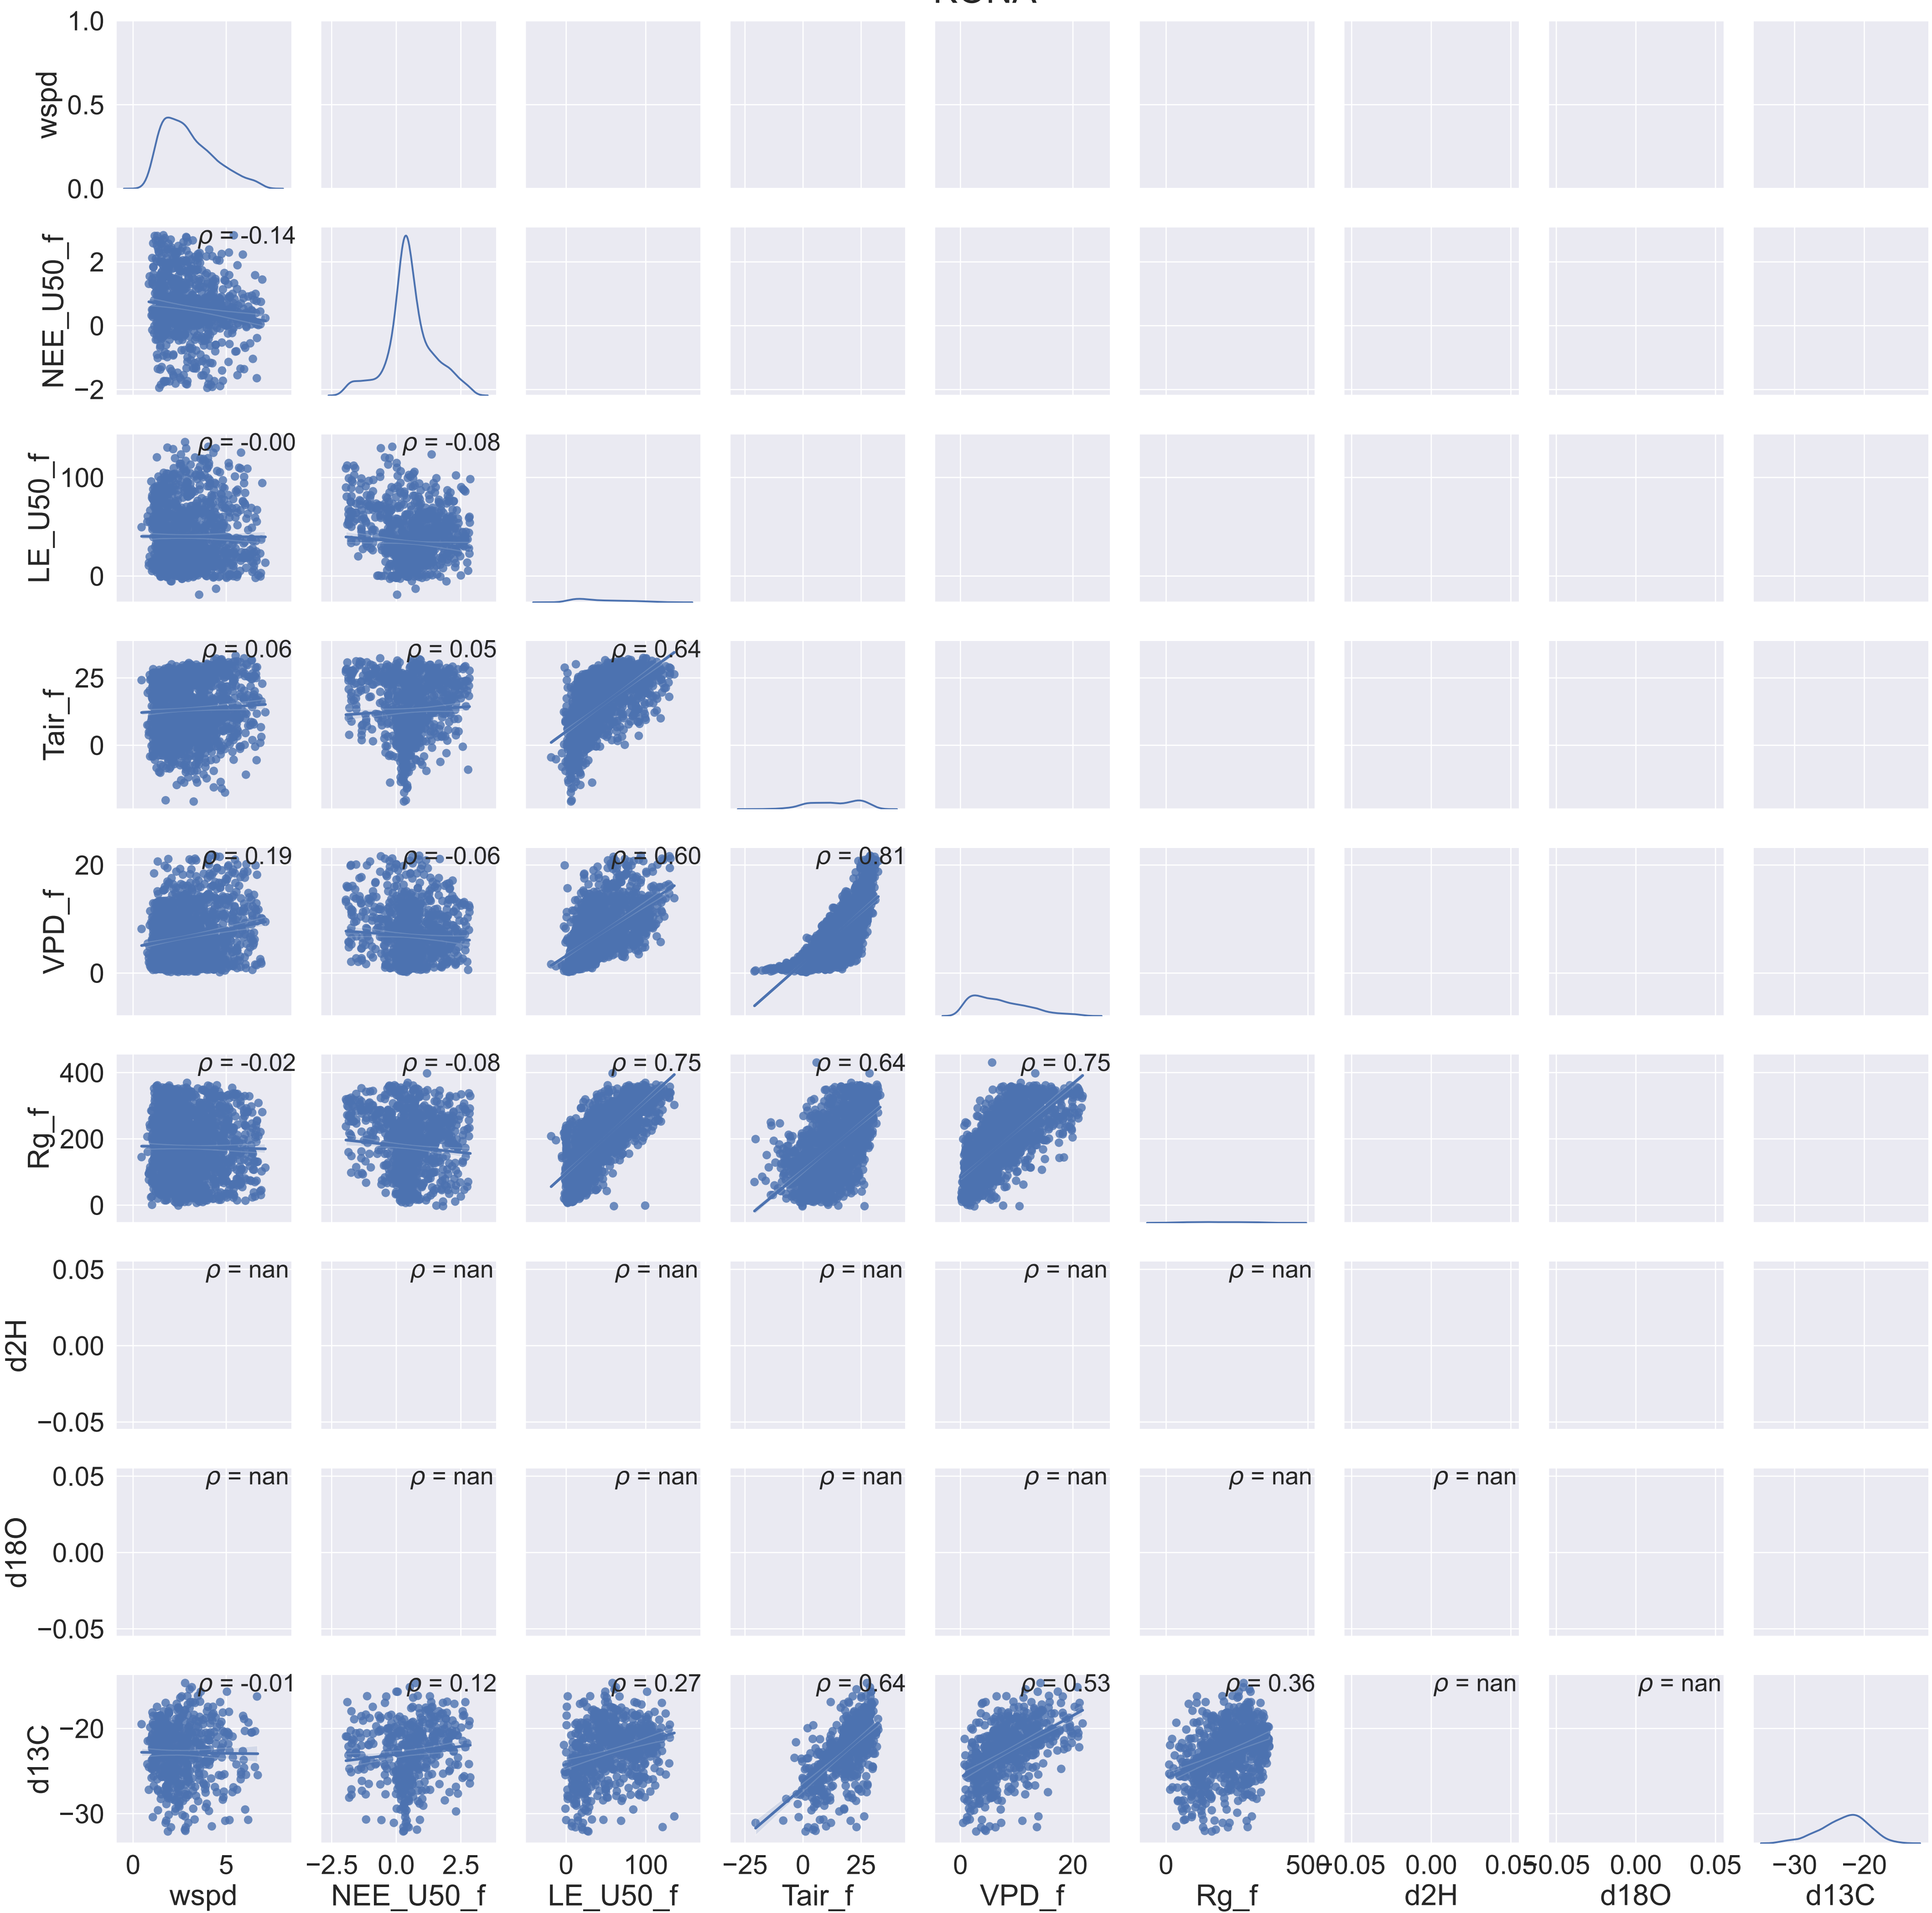 1.0
wspd
0.5
0.0
ρ = -0.14
NEE_U50_f
2
0
−2
ρ = -0.00 ρ = -0.08
LE_U50_f
100
0
ρ = 0.06 ρ = 0.05 ρ = 0.64
Tair_f
25
0
ρ = 0.19 ρ = -0.06 ρ = 0.60 ρ = 0.81
VPD_f
20
0
ρ = -0.02 ρ = -0.08 ρ = 0.75 ρ = 0.64 ρ = 0.75
Rg_f
400
200
0
0.05 ρ = nan ρ = nan ρ = nan ρ = nan ρ = nan ρ = nan
d2H
0.00
−0.05
0.05 ρ = nan ρ = nan ρ = nan ρ = nan ρ = nan ρ = nan ρ = nan
d18O
0.00
−0.05
ρ = -0.01 ρ = 0.12 ρ = 0.27 ρ = 0.64 ρ = 0.53 ρ = 0.36 ρ = nan ρ = nan
d13C
−20
−30
0 5 −2.5 0.0 2.5 0 100 −25 0 25 0 20 0 500 −0.05 0.00 0.05 −0.05 0.00 0.05 −30 −20
wspd NEE_U50_f LE_U50_f Tair_f VPD_f Rg_f d2H d18O d13C